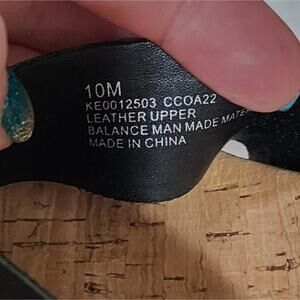 10M
KE0012503 CCOA22
LEATHER UPPER
BALANCE MAN MADE
MADE IN CHINA